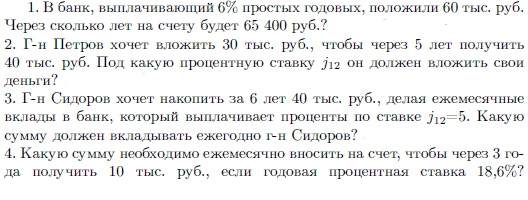 1. В банк, выплачивающий 6% простых годовых, положили 60 тыс. руб.
Через сколько лет на счету будет 65 400 руб.?
2. Г-н Петров хочет вложить 30 тыс. руб., чтобы через 5 лет получить
40 тыс. руб. Под какую процентную ставку j₁₂ он должен вложить свои
деньги?
3. Г-н Сидоров хочет накопить за 6 лет 40 тыс. руб., делая ежемесячные
вклады в банк, который выплачивает проценты по ставке j₁₂=5. Какую
сумму должен вкладывать ежегодно г-н Сидоров?
4. Какую сумму необходимо ежемесячно вносить на счет, чтобы через 3 го-
да получить 10 тыс. руб., если годовая процентная ставка 18,6%?